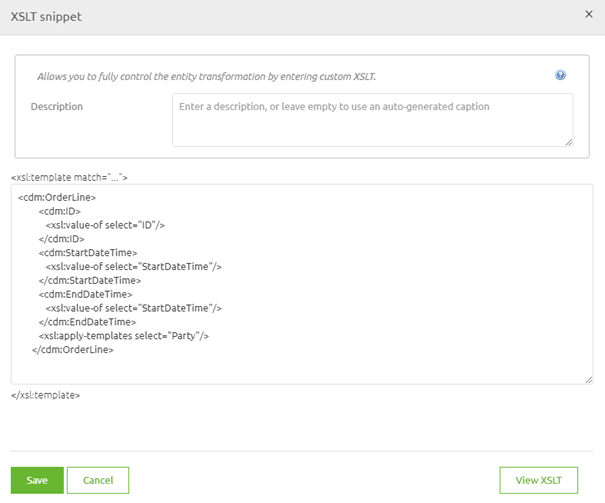 XSLT snippet
×
Allows you to fully control the entity transformation by entering custom XSLT.
?
Description
Enter a description, or leave empty to use an auto-generated caption
<xsl:template match="...">
<cdm:OrderLine>
<cdm:ID>
<xsl:value-of select="ID"/>
</cdm:ID>
<cdm:StartDateTime>
<xsl:value-of select="StartDateTime"/>
</cdm:StartDateTime>
<cdm:EndDateTime>
<xsl:value-of select="StartDateTime"/>
</cdm:EndDateTime>
<xsl:apply-templates select="Party"/>
</cdm:OrderLine>
</xsl:template>
Save
Cancel
View XSLT